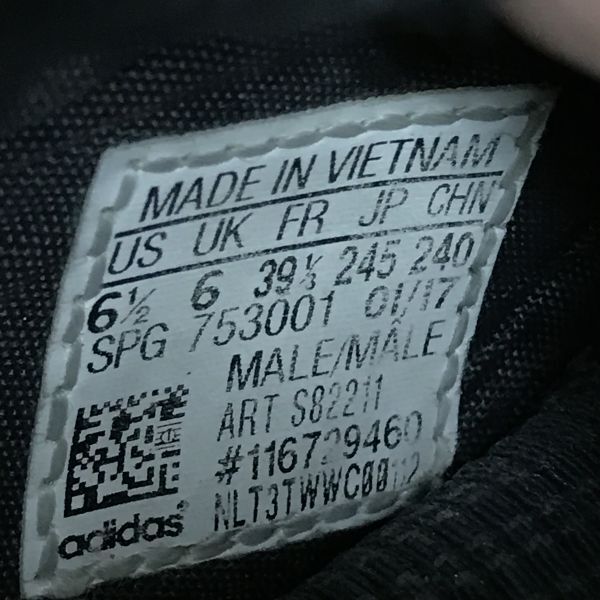 MADE IN VIETNAM
US UK FR JP CHN
6½ 6 39⅓ 245 240
SPG 753001 01/17
MALE/MÂLE
ART S82211
#116729460
adidas